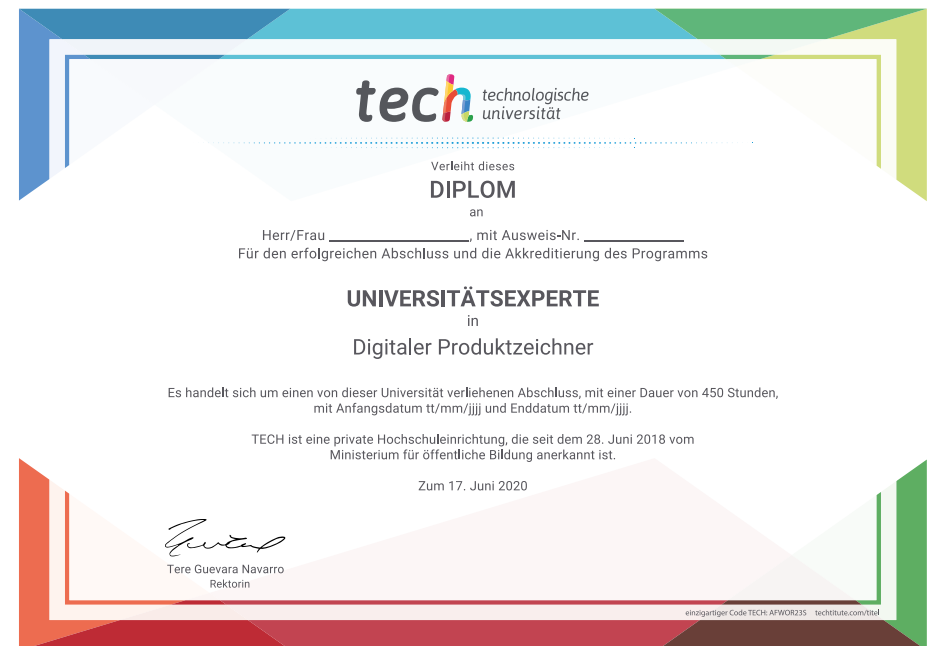 tech technologische
universität
Verleiht dieses
DIPLOM
an
Herr/Frau ____________, mit Ausweis-Nr. ____________
Für den erfolgreichen Abschluss und die Akkreditierung des Programms
UNIVERSITÄTSEXPERTE
in
Digitaler Produktzeichner
Es handelt sich um einen von dieser Universität verliehenen Abschluss, mit einer Dauer von 450 Stunden,
mit Anfangsdatum tt/mm/jjjj und Enddatum tt/mm/jjjj.
TECH ist eine private Hochschuleinrichtung, die seit dem 28. Juni 2018 vom
Ministerium für öffentliche Bildung anerkannt ist.
Zum 17. Juni 2020
Tere Guevara Navarro
Rektorin
einzigartiger Code TECH: AFWOR23S techtitute.com/titel